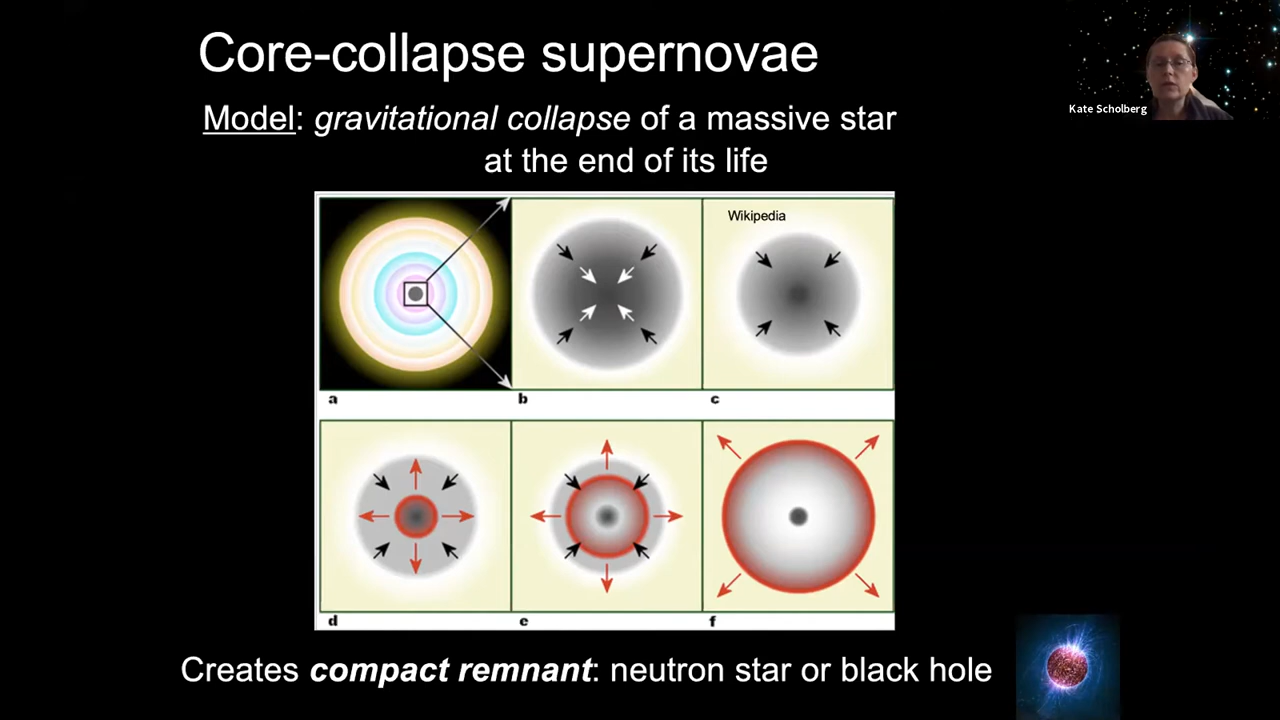 Core-collapse supernovae
Kate Scholberg
Model: gravitational collapse of a massive star
at the end of its life
Wikipedia
a
b
c
d
e
f
Creates compact remnant: neutron star or black hole